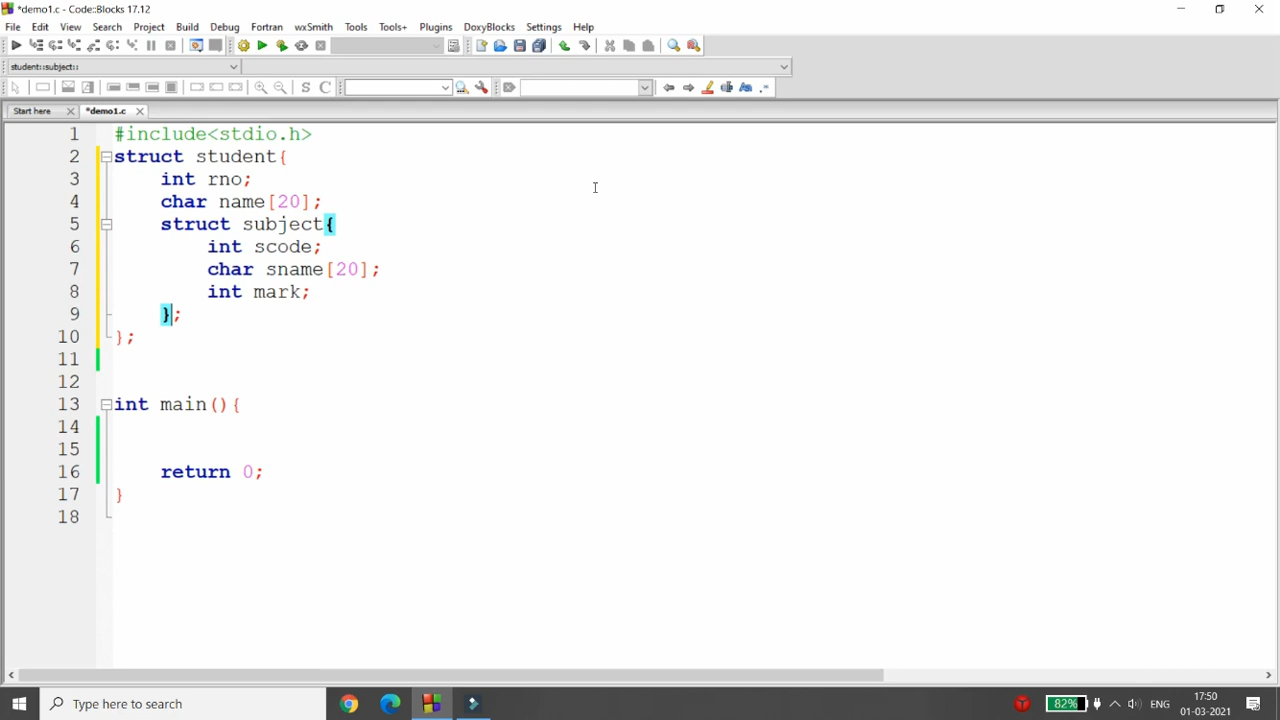 *demo1.c - Code::Blocks 17.12
File Edit View Search Project Build Debug Fortran wxSmith Tools Tools+ Plugins DoxyBlocks Settings Help
student::subject::
S C
Start here *demo1.c
1 #include<stdio.h>
2 struct student{
3 int rno;
4 char name[20];
5 struct subject{
6 int scode;
7 char sname[20];
8 int mark;
9 };
10 };
11
12
13 int main(){
14
15
16 return 0;
17 }
18
Type here to search 82% ENG 17:50
01-03-2021